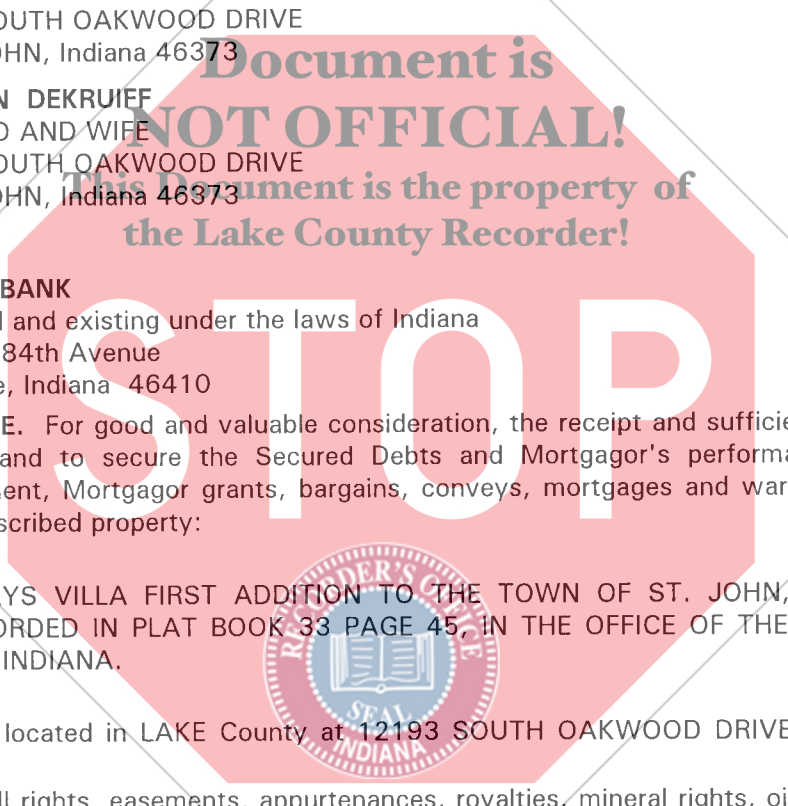 OUTH OAKWOOD DRIVE
OHN, Indiana 46373
Document is
N DEKRUIFF
NOT OFFICIAL!
D AND WIFE
OUTH OAKWOOD DRIVE
This Document is the property of
OHN, Indiana 46373
the Lake County Recorder!
BANK
and existing under the laws of Indiana
84th Avenue
e, Indiana 46410
STOP
E. For good and valuable consideration, the receipt and sufficie
and to secure the Secured Debts and Mortgagor's performa
ent, Mortgagor grants, bargains, conveys, mortgages and war
scribed property:
YS VILLA FIRST ADDITION TO THE TOWN OF ST. JOHN,
ORDED IN PLAT BOOK 33 PAGE 45, IN THE OFFICE OF THE
INDIANA.
RECORDER'S OFFICE
SEAL
INDIANA
located in LAKE County at 12193 SOUTH OAKWOOD DRIVE
ll rights, easements, appurtenances, royalties, mineral rights, oi